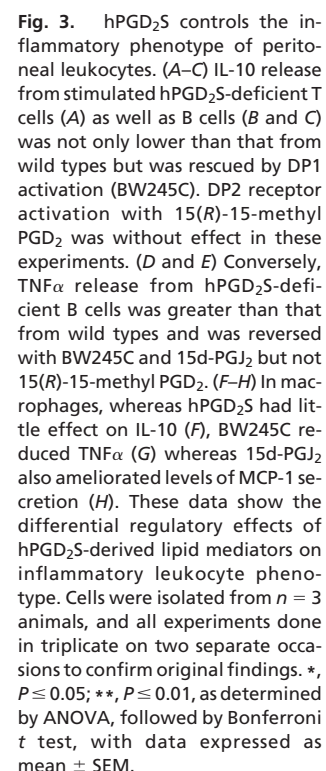 Fig. 3. hPGD₂S controls the in-
flammatory phenotype of perito-
neal leukocytes. (A–C) IL-10 release
from stimulated hPGD₂S-deficient T
cells (A) as well as B cells (B and C)
was not only lower than that from
wild types but was rescued by DP1
activation (BW245C). DP2 receptor
activation with 15(R)-15-methyl
PGD₂ was without effect in these
experiments. (D and E) Conversely,
TNFα release from hPGD₂S-defi-
cient B cells was greater than that
from wild types and was reversed
with BW245C and 15d-PGJ₂ but not
15(R)-15-methyl PGD₂. (F–H) In mac-
rophages, whereas hPGD₂S had lit-
tle effect on IL-10 (F), BW245C re-
duced TNFα (G) whereas 15d-PGJ₂
also ameliorated levels of MCP-1 se-
cretion (H). These data show the
differential regulatory effects of
hPGD₂S-derived lipid mediators on
inflammatory leukocyte pheno-
type. Cells were isolated from n = 3
animals, and all experiments done
in triplicate on two separate occa-
sions to confirm original findings. *,
P ≤ 0.05; **, P ≤ 0.01, as determined
by ANOVA, followed by Bonferroni
t test, with data expressed as
mean ± SEM.